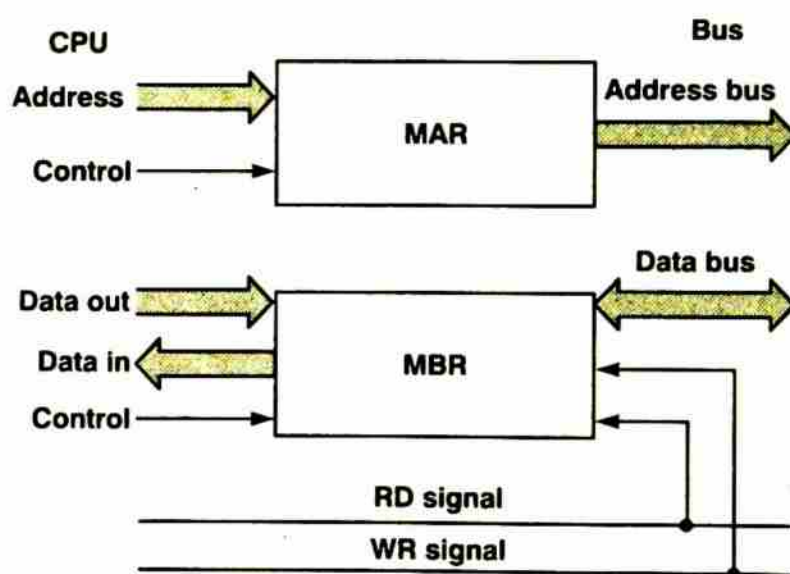 CPU
Bus
Address
MAR
Address bus
Control
Data bus
Data out
Data in
MBR
Control
RD signal
WR signal